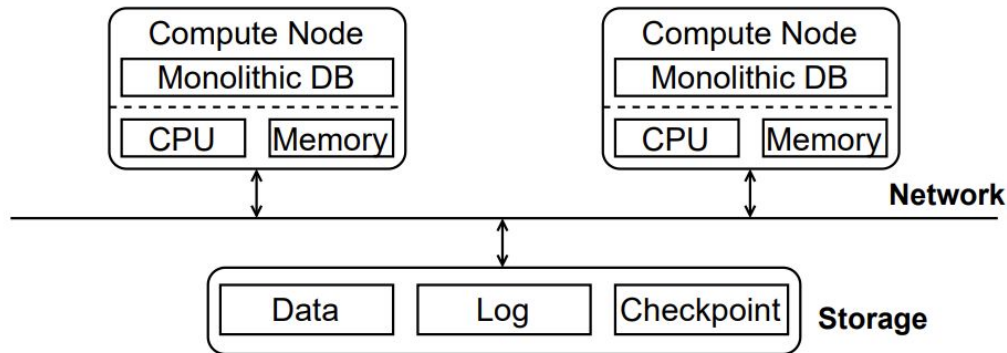 Compute Node
Monolithic DB
CPU
Memory
Compute Node
Monolithic DB
CPU
Memory
Network
Data
Log
Checkpoint
Storage